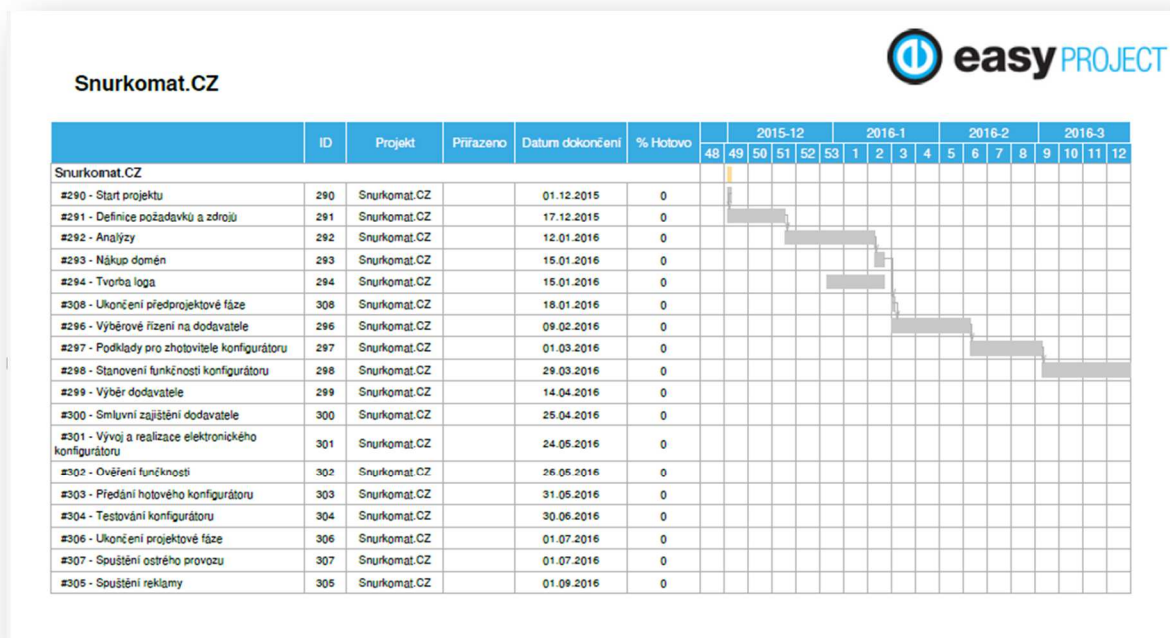 easy PROJECT
Snurkomat.CZ
ID Projekt Přiřazeno Datum dokončení % Hotovo 2015-12 2016-1 2016-2 2016-3
48 49 50 51 52 53 1 2 3 4 5 6 7 8 9 10 11 12
Snurkomat.CZ
#290 - Start projektu 290 Snurkomat.CZ 01.12.2015 0
#291 - Definice požadavků a zdrojů 291 Snurkomat.CZ 17.12.2015 0
#292 - Analýzy 292 Snurkomat.CZ 12.01.2016 0
#293 - Nákup domén 293 Snurkomat.CZ 15.01.2016 0
#294 - Tvorba loga 294 Snurkomat.CZ 15.01.2016 0
#308 - Ukončení předprojektové fáze 308 Snurkomat.CZ 18.01.2016 0
#296 - Výběrové řízení na dodavatele 296 Snurkomat.CZ 09.02.2016 0
#297 - Podklady pro zhotovitele konfigurátoru 297 Snurkomat.CZ 01.03.2016 0
#298 - Stanovení funkčnosti konfigurátoru 298 Snurkomat.CZ 29.03.2016 0
#299 - Výběr dodavatele 299 Snurkomat.CZ 14.04.2016 0
#300 - Smluvní zajištění dodavatele 300 Snurkomat.CZ 25.04.2016 0
#301 - Vývoj a realizace elektronického
konfigurátoru 301 Snurkomat.CZ 24.05.2016 0
#302 - Ověření funčknosti 302 Snurkomat.CZ 26.05.2016 0
#303 - Předání hotového konfigurátoru 303 Snurkomat.CZ 31.05.2016 0
#304 - Testování konfigurátoru 304 Snurkomat.CZ 30.06.2016 0
#306 - Ukončení projektové fáze 306 Snurkomat.CZ 01.07.2016 0
#307 - Spuštění ostrého provozu 307 Snurkomat.CZ 01.07.2016 0
#305 - Spuštění reklamy 305 Snurkomat.CZ 01.09.2016 0